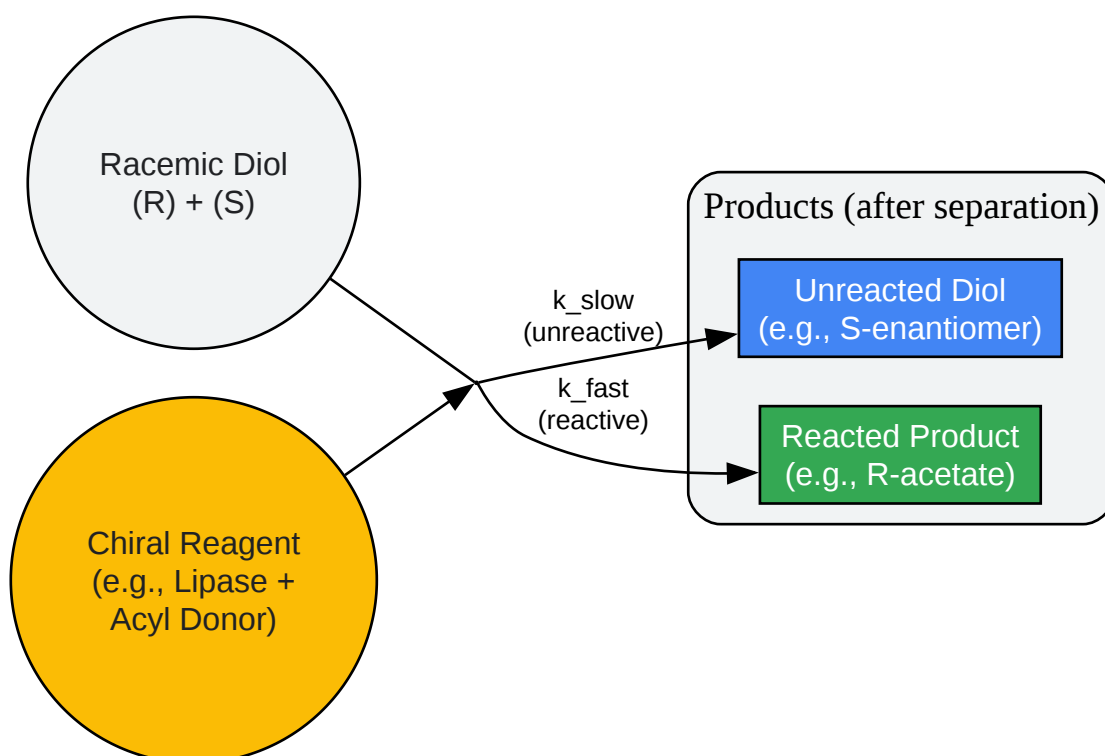 Racemic Diol
(R) + (S)
Chiral Reagent
(e.g., Lipase +
Acyl Donor)
k_slow
(unreactive)
k_fast
(reactive)
Products (after separation)
Unreacted Diol
(e.g., S-enantiomer)
Reacted Product
(e.g., R-acetate)